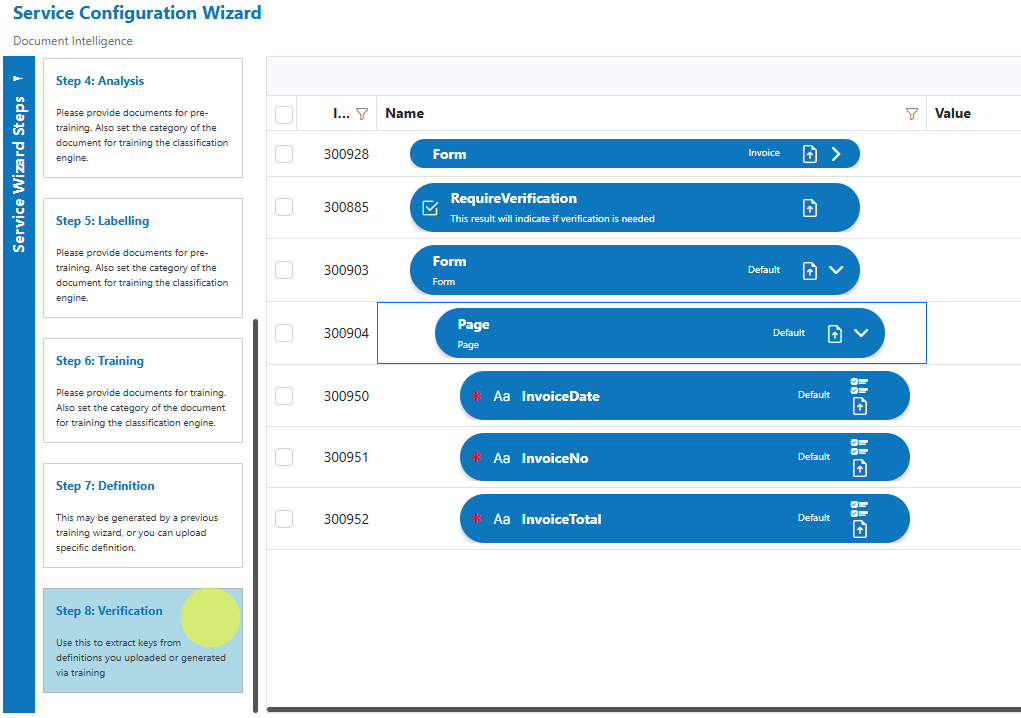 Service Configuration Wizard
Document Intelligence
Service Wizard Steps
Step 4: Analysis
Please provide documents for pre-
training. Also set the category of the
document for training the classification
engine.
Step 5: Labelling
Please provide documents for pre-
training. Also set the category of the
document for training the classification
engine.
Step 6: Training
Please provide documents for training.
Also set the category of the document
for training the classification engine.
Step 7: Definition
This may be generated by a previous
training wizard, or you can upload
specific definition.
Step 8: Verification
Use this to extract keys from
definitions you uploaded or generated
via training
I... Name Value
300928 Form Invoice
300885 RequireVerification
This result will indicate if verification is needed
300903 Form Default
Form
300904 Page Default
Page
300950 * Aa InvoiceDate Default
300951 * Aa InvoiceNo Default
300952 * Aa InvoiceTotal Default